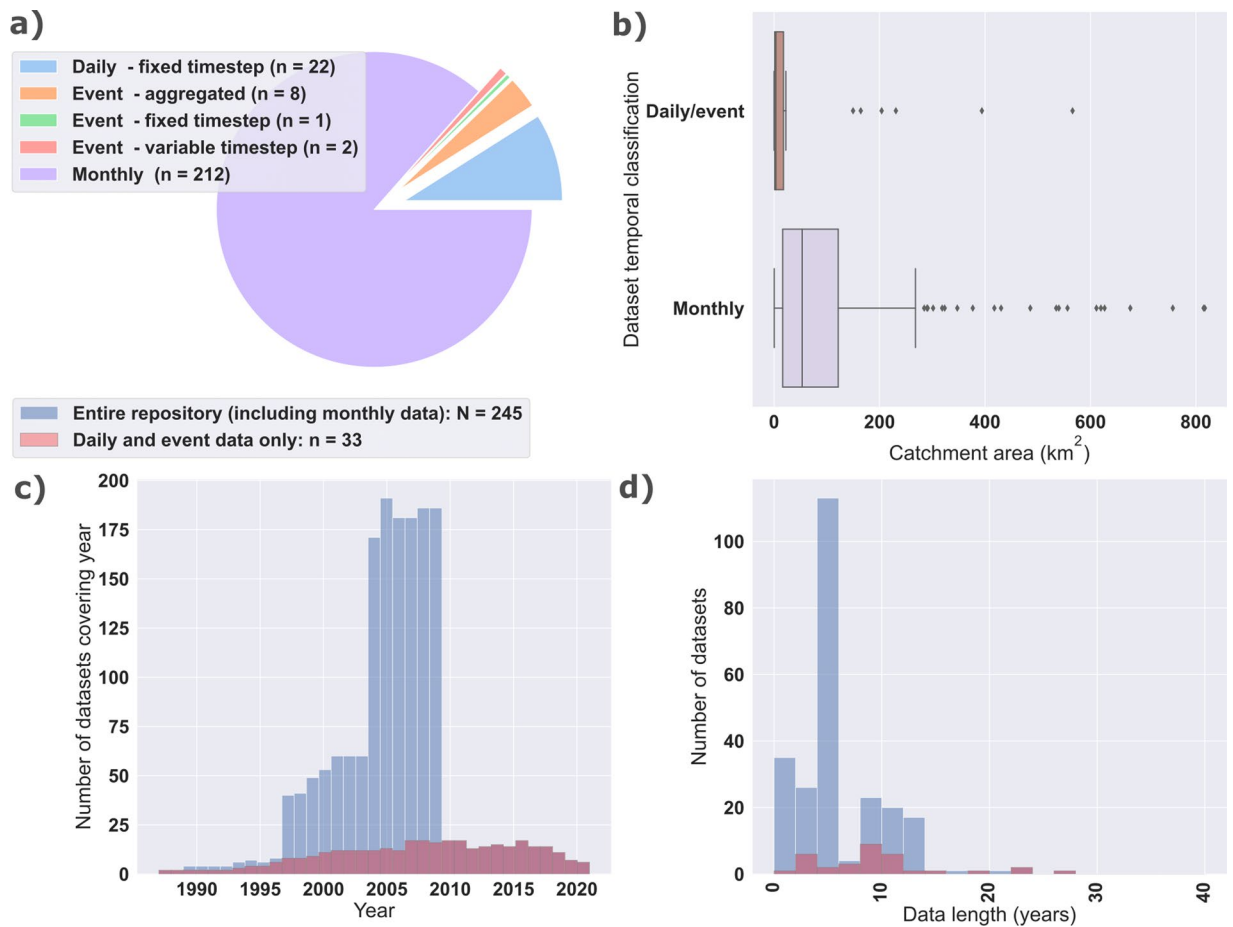 a)
Daily - fixed timestep (n = 22)
Event - aggregated (n = 8)
Event - fixed timestep (n = 1)
Event - variable timestep (n = 2)
Monthly (n = 212)
b)
Dataset temporal classification
Daily/event
Monthly
0 200 400 600 800
Catchment area (km²)
Entire repository (including monthly data): N = 245
Daily and event data only: n = 33
c)
Number of datasets covering year
200
175
150
125
100
75
50
25
0
1990 1995 2000 2005 2010 2015 2020
Year
d)
Number of datasets
100
80
60
40
20
0
0 10 20 30 40
Data length (years)